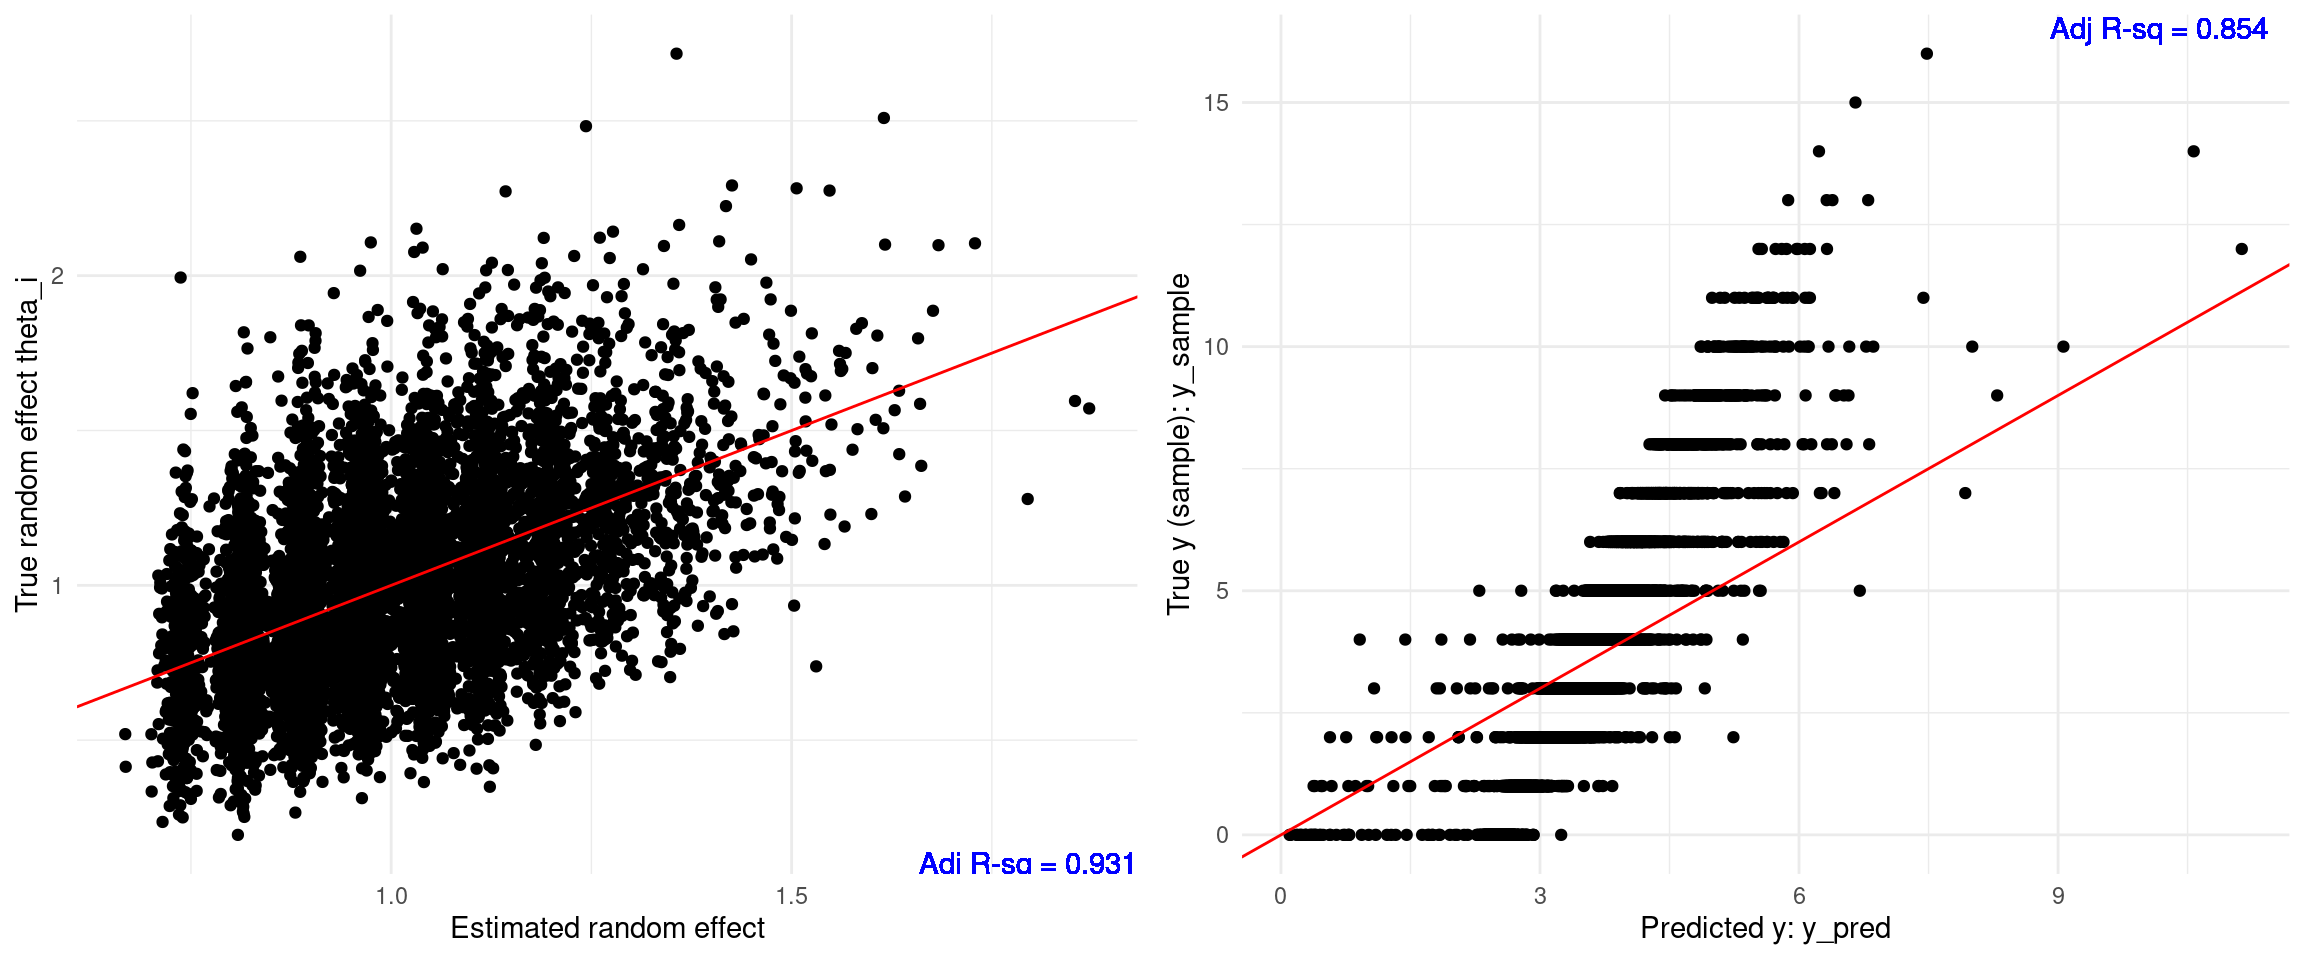 True random effect theta_i
2
1
Adj R-sq = 0.931
1.0
1.5
Estimated random effect
Adj R-sq = 0.854
True y (sample): y_sample
15
10
5
0
0
3
6
9
Predicted y: y_pred